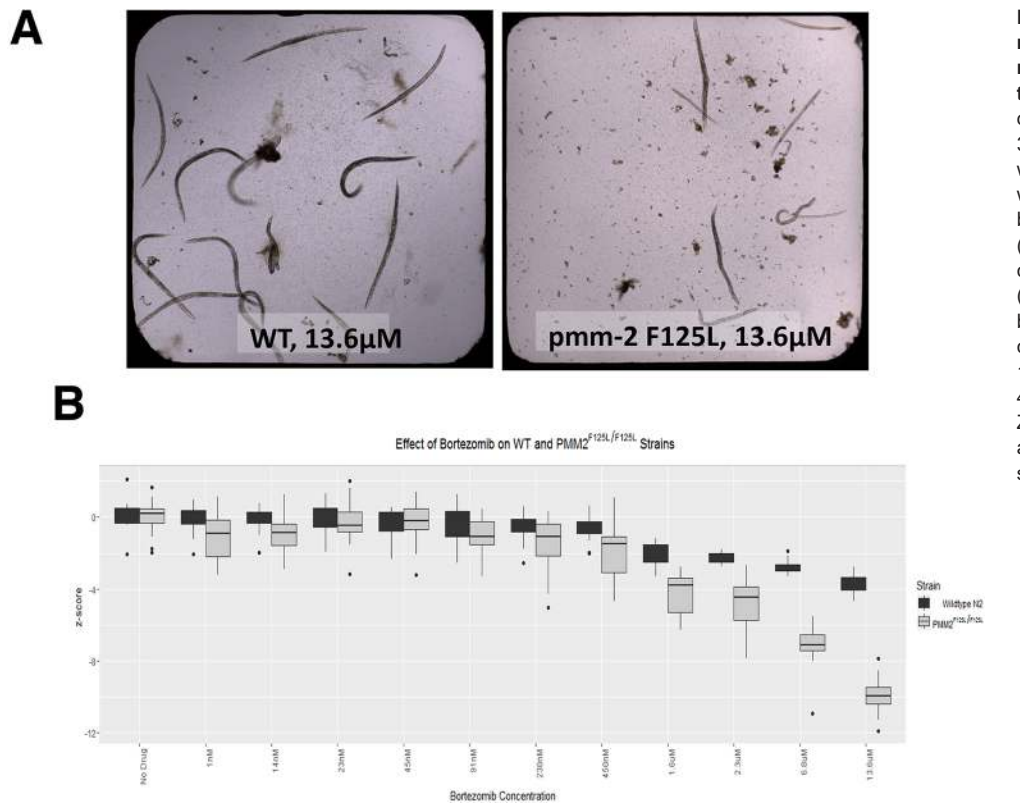 A
WT, 13.6µM
pmm-2 F125L, 13.6µM
B
Effect of Bortezomib on WT and PMM2F125L/F125L Strains
z-score
0
-4
-8
-12
No Drug
1nM
14nM
23nM
45nM
91nM
230nM
450nM
1.6uM
2.3uM
6.8uM
13.6uM
Bortezomib Concentration
Strain
Wildtype N2
PMM2F125L/F125L